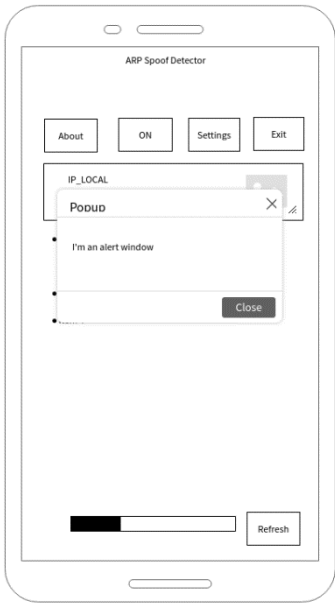 ARP Spoof Detector
About
ON
Settings
Exit
IP_LOCAL
Popup
I'm an alert window
Close
Refresh